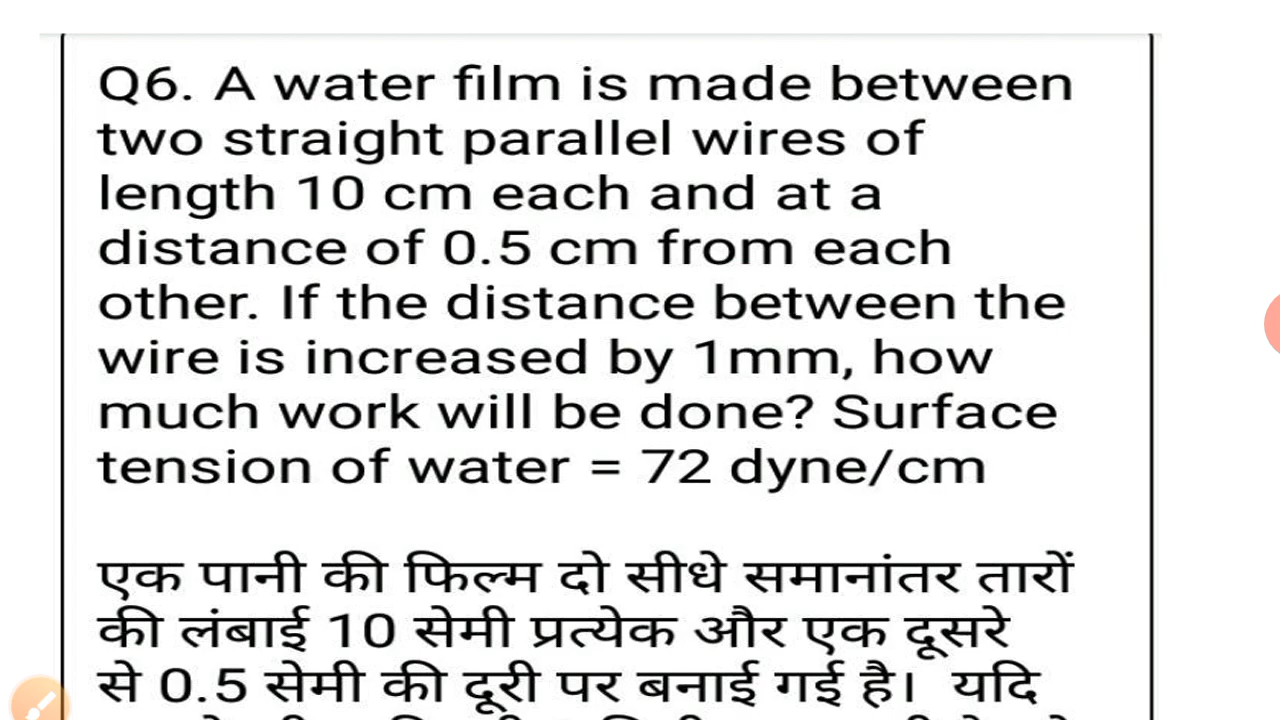 Q6. A water film is made between
two straight parallel wires of
length 10 cm each and at a
distance of 0.5 cm from each
other. If the distance between the
wire is increased by 1mm, how
much work will be done? Surface
tension of water = 72 dyne/cm
एक पानी की फिल्म दो सीधे समानांतर तारों
की लंबाई 10 सेमी प्रत्येक और एक दूसरे
से 0.5 सेमी की दूरी पर बनाई गई है। यदि